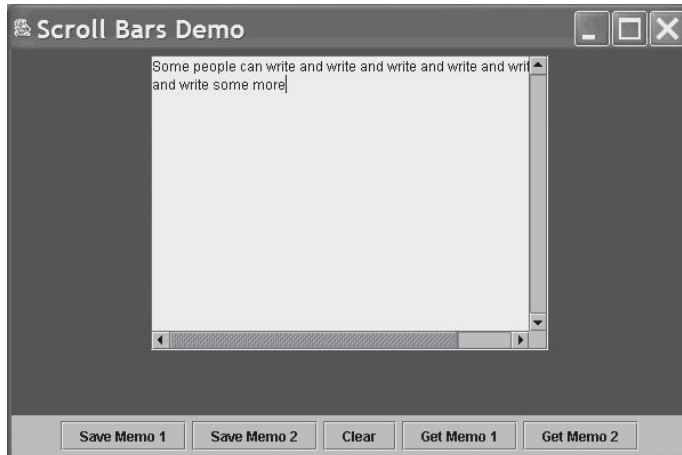 Scroll Bars Demo
Some people can write and write and write and write and writ
and write some more
Save Memo 1 Save Memo 2 Clear Get Memo 1 Get Memo 2